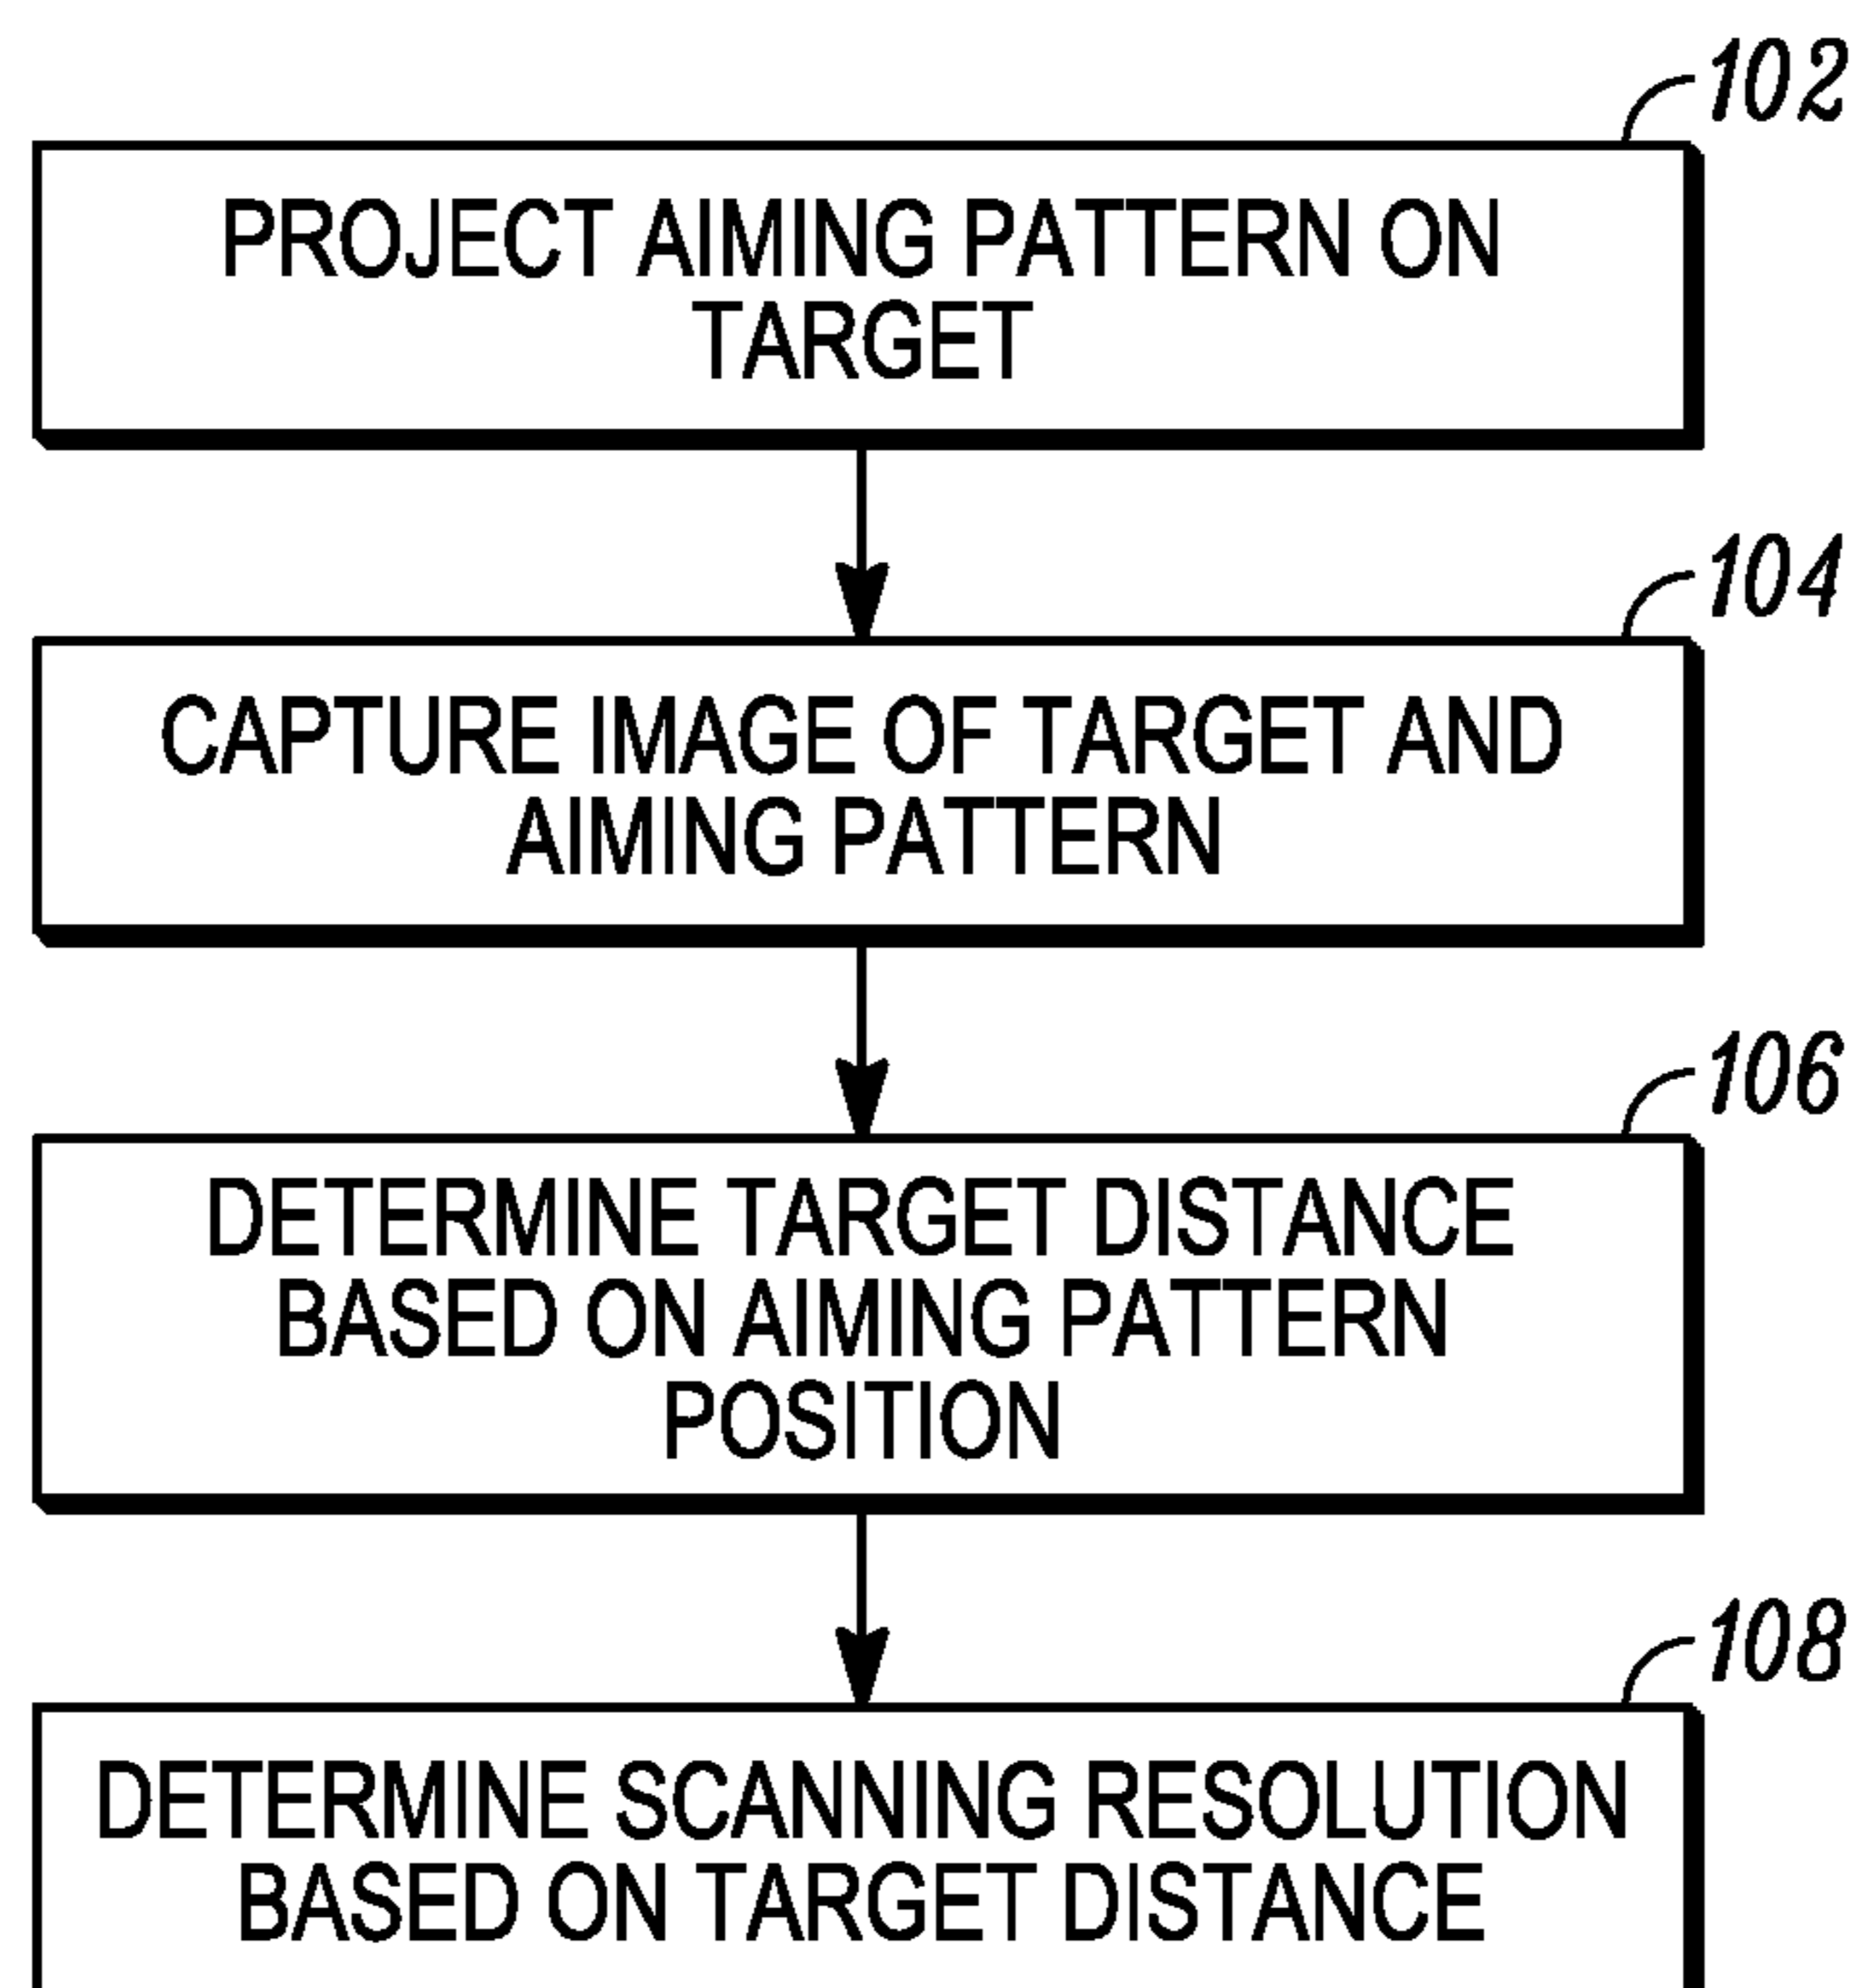 102
PROJECT AIMING PATTERN ON
TARGET
104
CAPTURE IMAGE OF TARGET AND
AIMING PATTERN
106
DETERMINE TARGET DISTANCE
BASED ON AIMING PATTERN
POSITION
108
DETERMINE SCANNING RESOLUTION
BASED ON TARGET DISTANCE